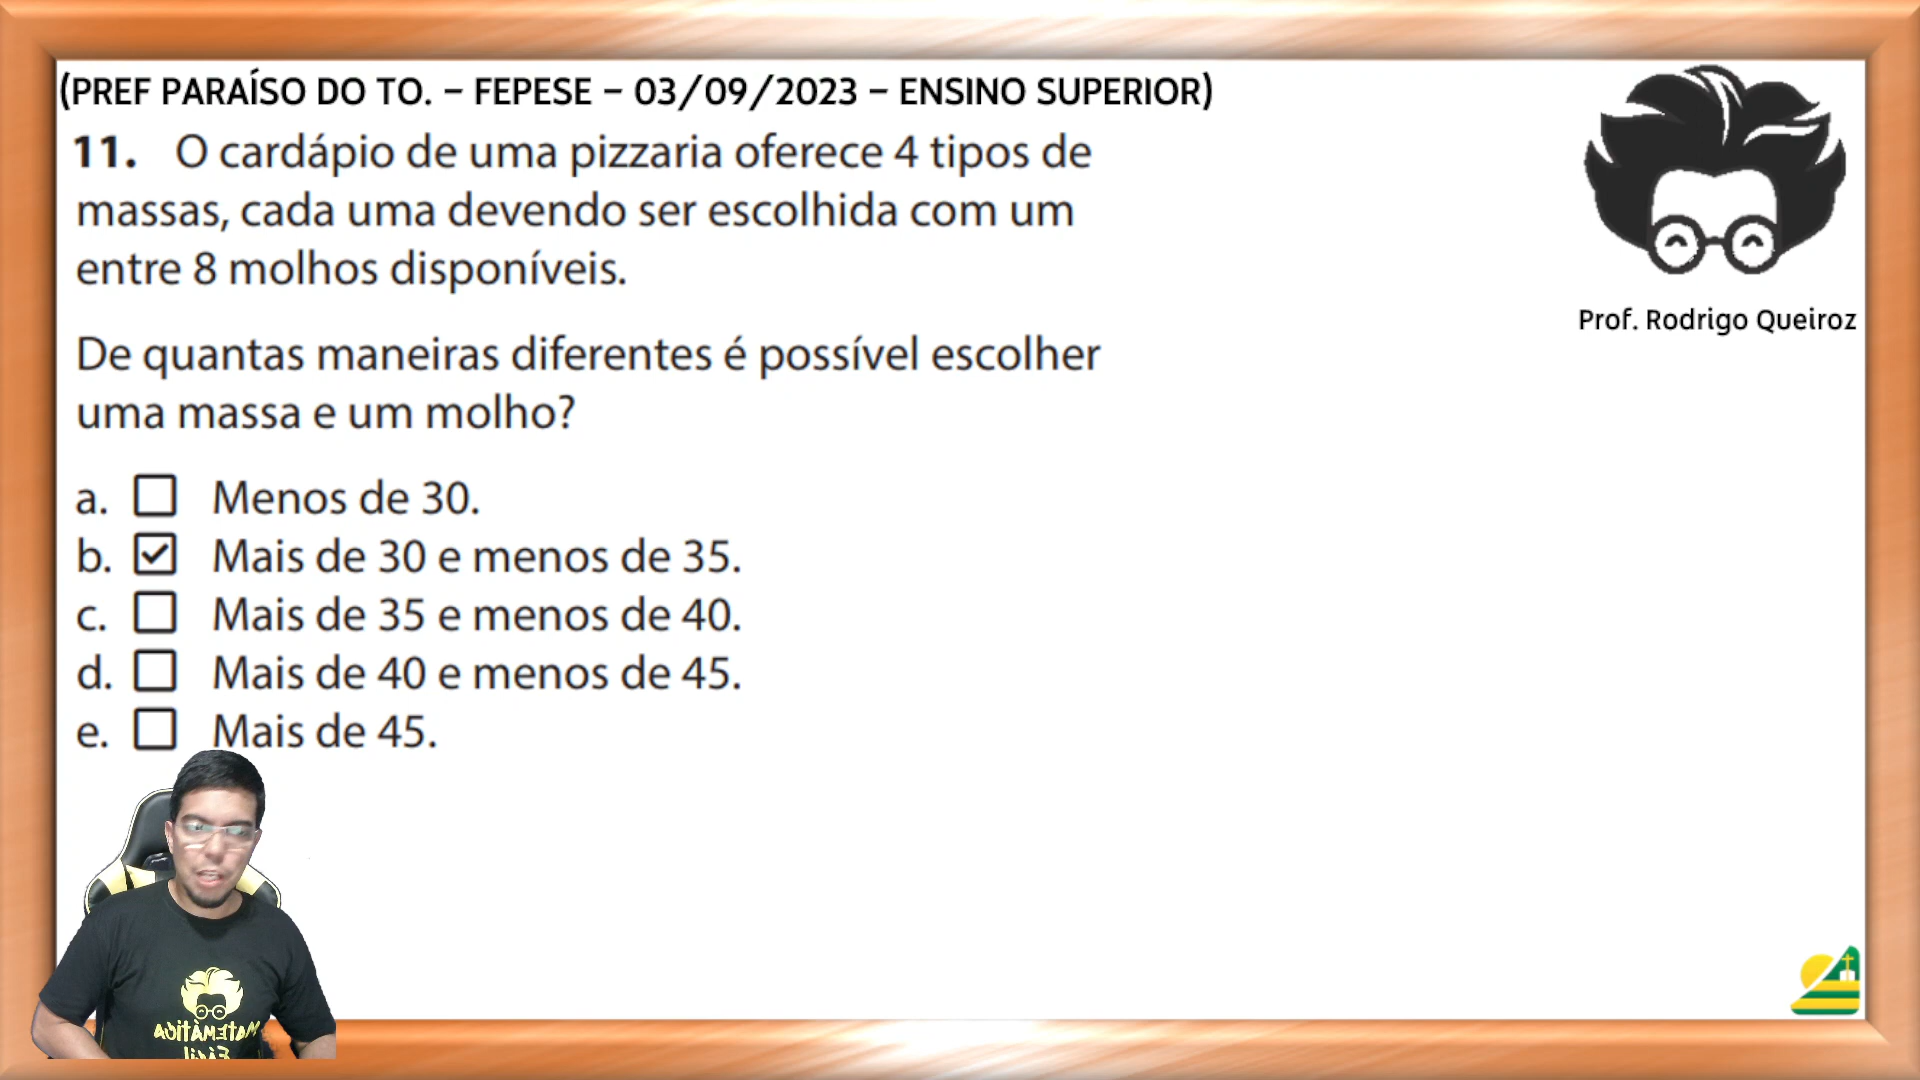 (PREF PARAÍSO DO TO. – FEPESE – 03/09/2023 – ENSINO SUPERIOR)
11. O cardápio de uma pizzaria oferece 4 tipos de
massas, cada uma devendo ser escolhida com um
entre 8 molhos disponíveis.
De quantas maneiras diferentes é possível escolher
uma massa e um molho?
a. Menos de 30.
b. Mais de 30 e menos de 35.
c. Mais de 35 e menos de 40.
d. Mais de 40 e menos de 45.
e. Mais de 45.
Prof. Rodrigo Queiroz
MATEMÁTICA
Fácil